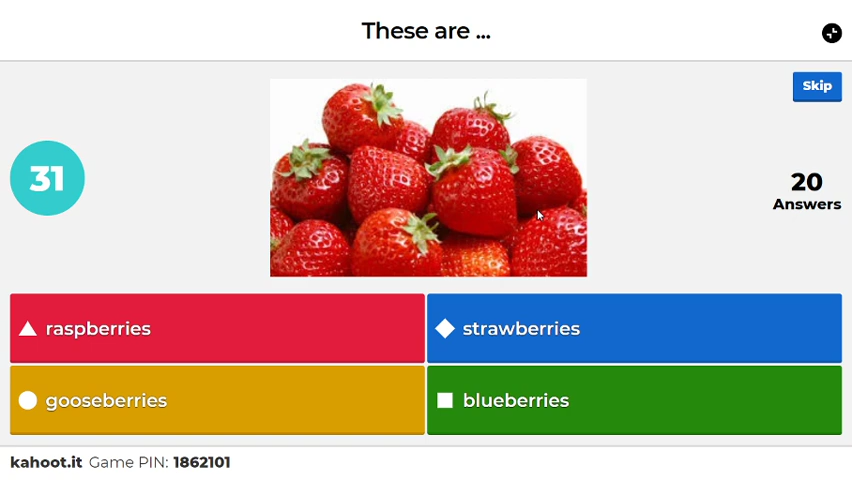 These are ...
Skip
31
20
Answers
raspberries
strawberries
gooseberries
blueberries
kahoot.it Game PIN: 1862101